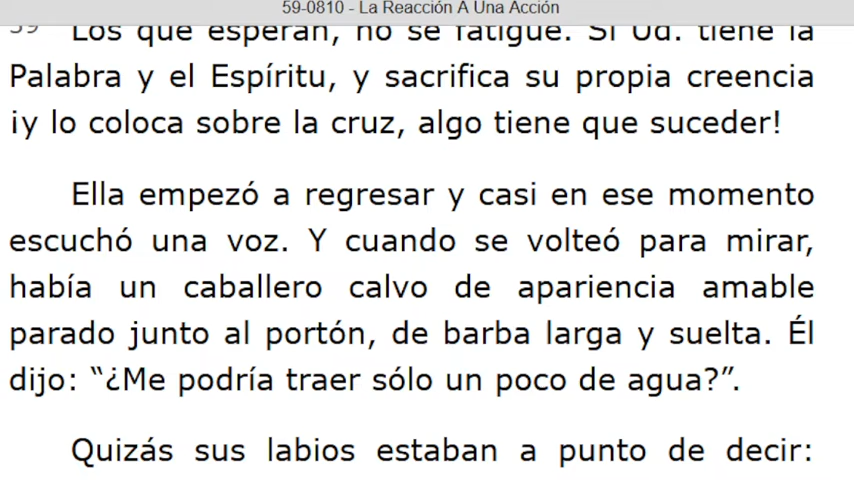 59-0810 - La Reacción A Una Acción
59 Los que esperan, no se fatigue. Si Ud. tiene la
Palabra y el Espíritu, y sacrifica su propia creencia
¡y lo coloca sobre la cruz, algo tiene que suceder!
Ella empezó a regresar y casi en ese momento
escuchó una voz. Y cuando se volteó para mirar,
había un caballero calvo de apariencia amable
parado junto al portón, de barba larga y suelta. Él
dijo: “¿Me podría traer sólo un poco de agua?”.
Quizás sus labios estaban a punto de decir: